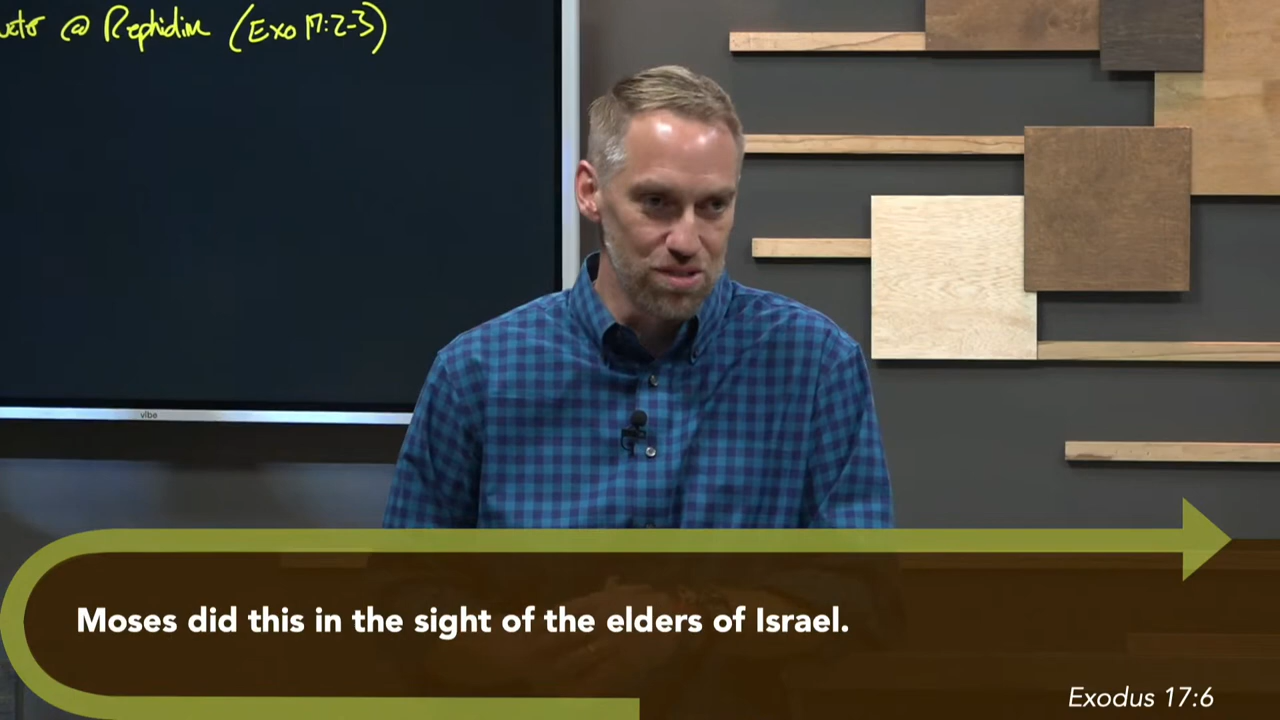 @ Rephidim (Exo 17:2-3)
vibe
Moses did this in the sight of the elders of Israel.
Exodus 17:6